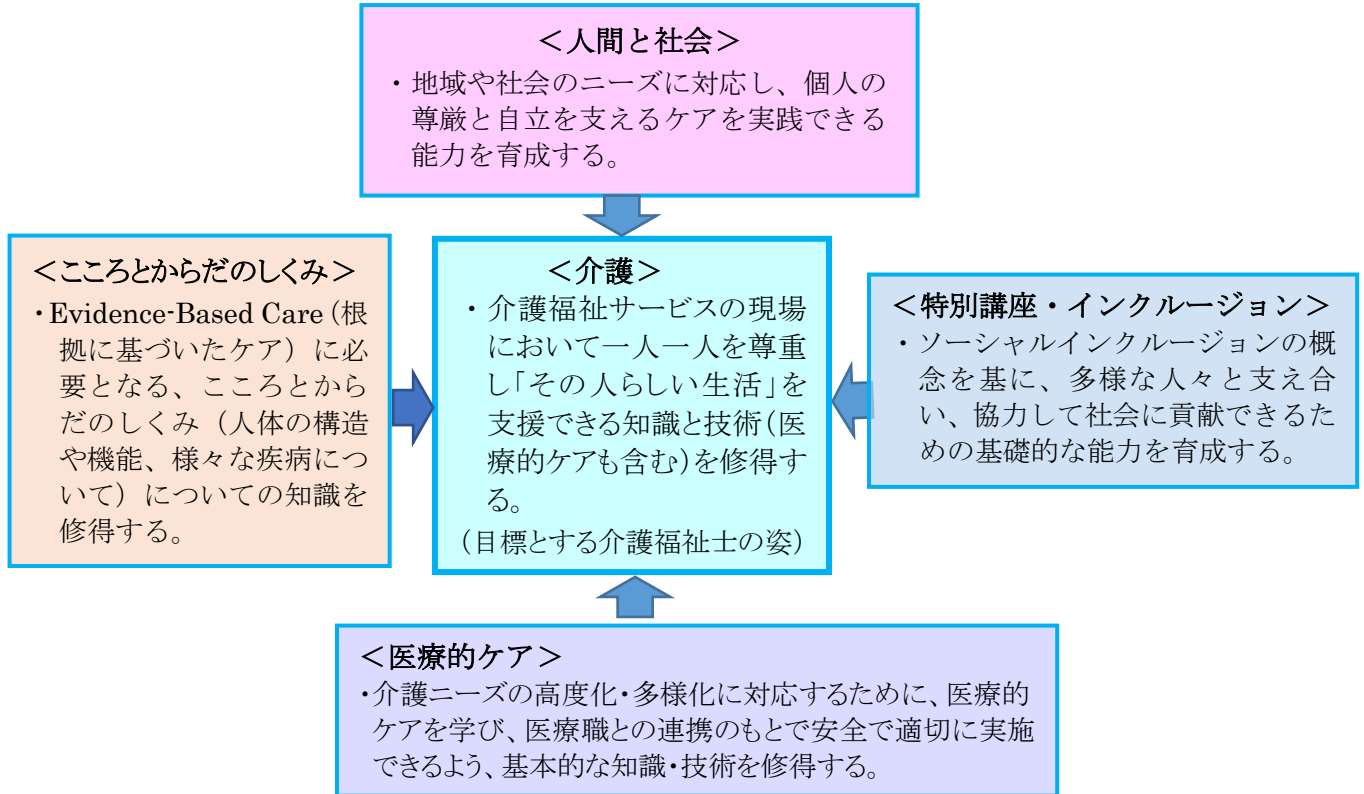 ＜人間と社会＞
・地域や社会のニーズに対応し、個人の
尊厳と自立を支えるケアを実践できる
能力を育成する。
＜こころとからだのしくみ＞
・Evidence-Based Care（根
拠に基づいたケア）に必
要となる、こころとから
だのしくみ（人体の構造
や機能、様々な疾病につ
いて）についての知識を
修得する。
＜介護＞
・介護福祉サービスの現場
において一人一人を尊重
し「その人らしい生活」を
支援できる知識と技術（医
療的ケアも含む）を修得す
る。
（目標とする介護福祉士の姿）
＜特別講座・インクルージョン＞
・ソーシャルインクルージョンの概
念を基に、多様な人々と支え合
い、協力して社会に貢献できるた
めの基礎的な能力を育成する。
＜医療的ケア＞
・介護ニーズの高度化・多様化に対応するために、医療的
ケアを学び、医療職との連携のもとで安全で適切に実施
できるよう、基本的な知識・技術を修得する。